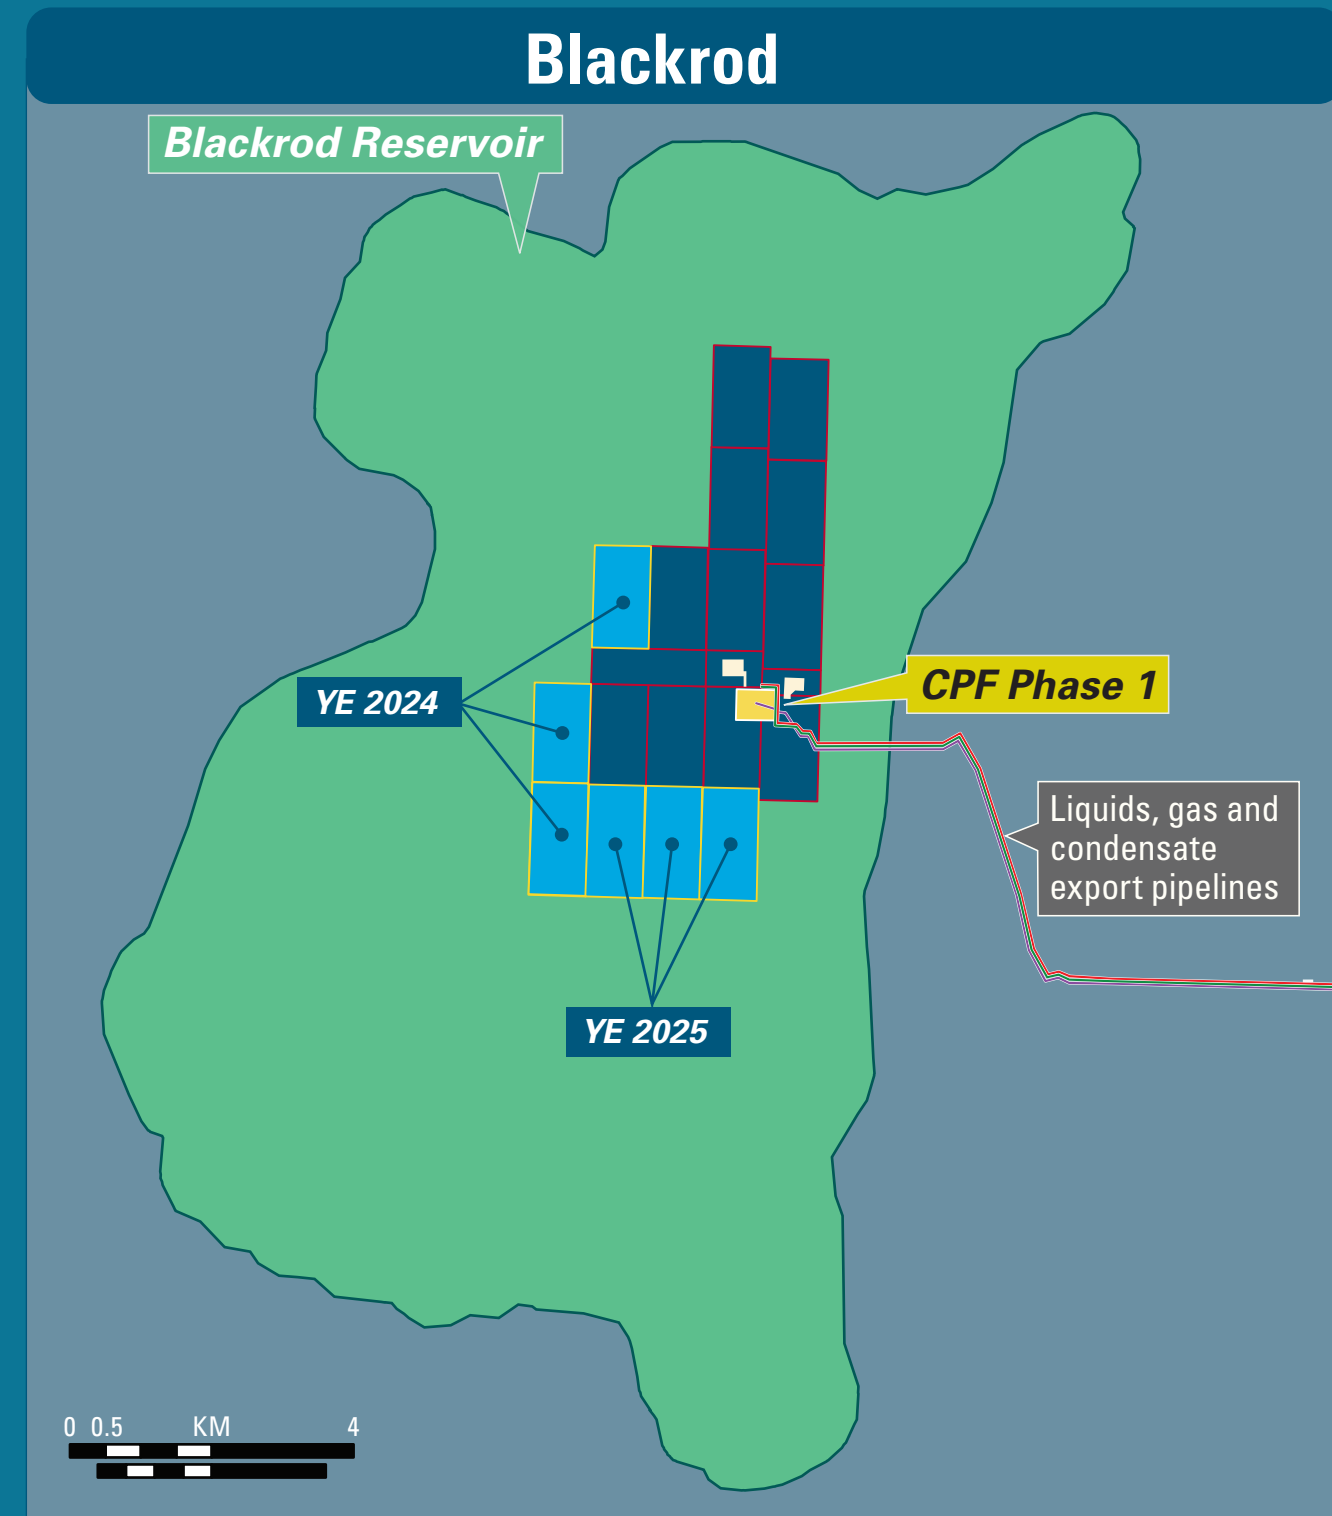 Blackrod
Blackrod Reservoir
YE 2024
CPF Phase 1
Liquids, gas and
condensate
export pipelines
YE 2025
0 0.5 KM 4